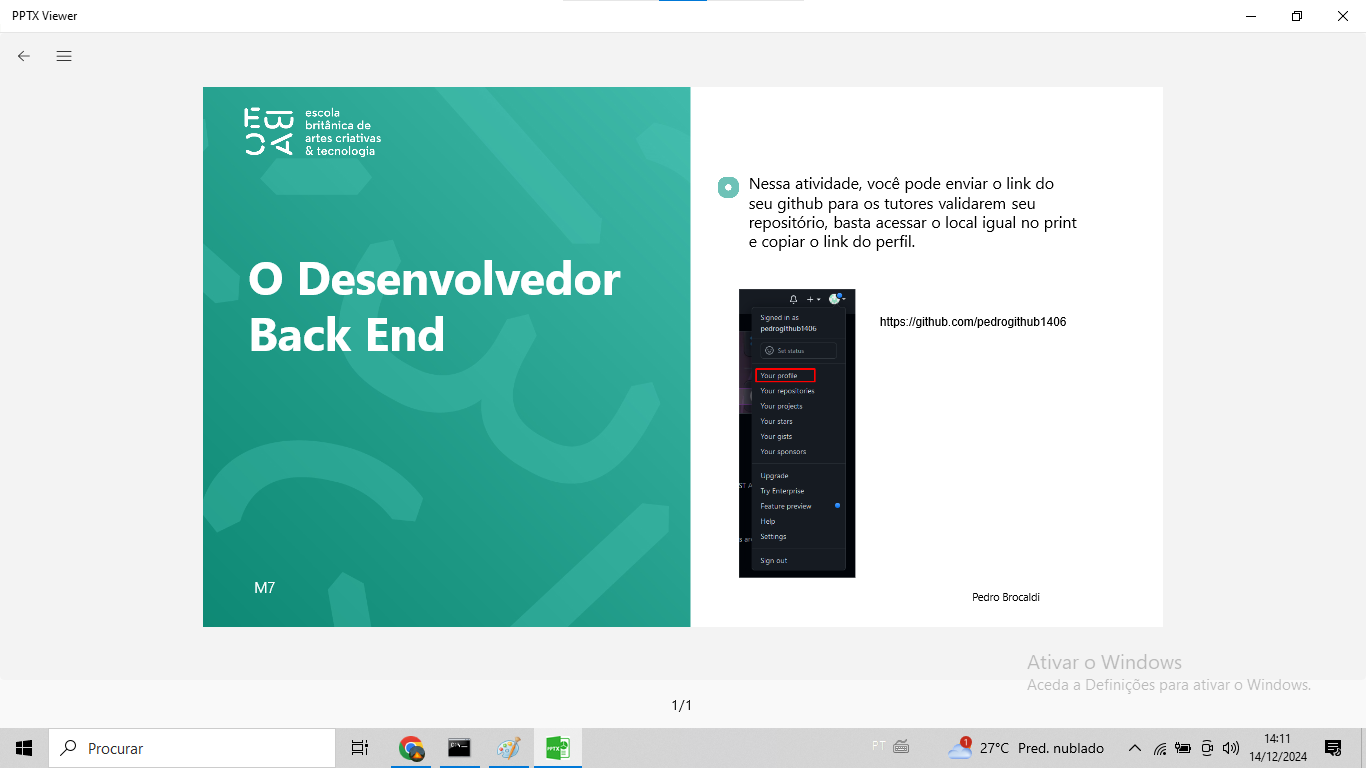 PPTX Viewer
EBAC
escola
britânica de
artes criativas
& tecnologia
O Desenvolvedor
Back End
M7
Nessa atividade, você pode enviar o link do
seu github para os tutores validarem seu
repositório, basta acessar o local igual no print
e copiar o link do perfil.
Signed in as
pedrogithub1406
Set status
Your profile
Your repositories
Your projects
Your stars
Your gists
Your sponsors
ST A
Upgrade
Try Enterprise
Feature preview
Help
s are
Settings
Sign out
https://github.com/pedrogithub1406
Pedro Brocaldi
Ativar o Windows
Aceda a Definições para ativar o Windows.
1/1
Procurar
PPTX
PT
1
27°C Pred. nublado
14:11
14/12/2024